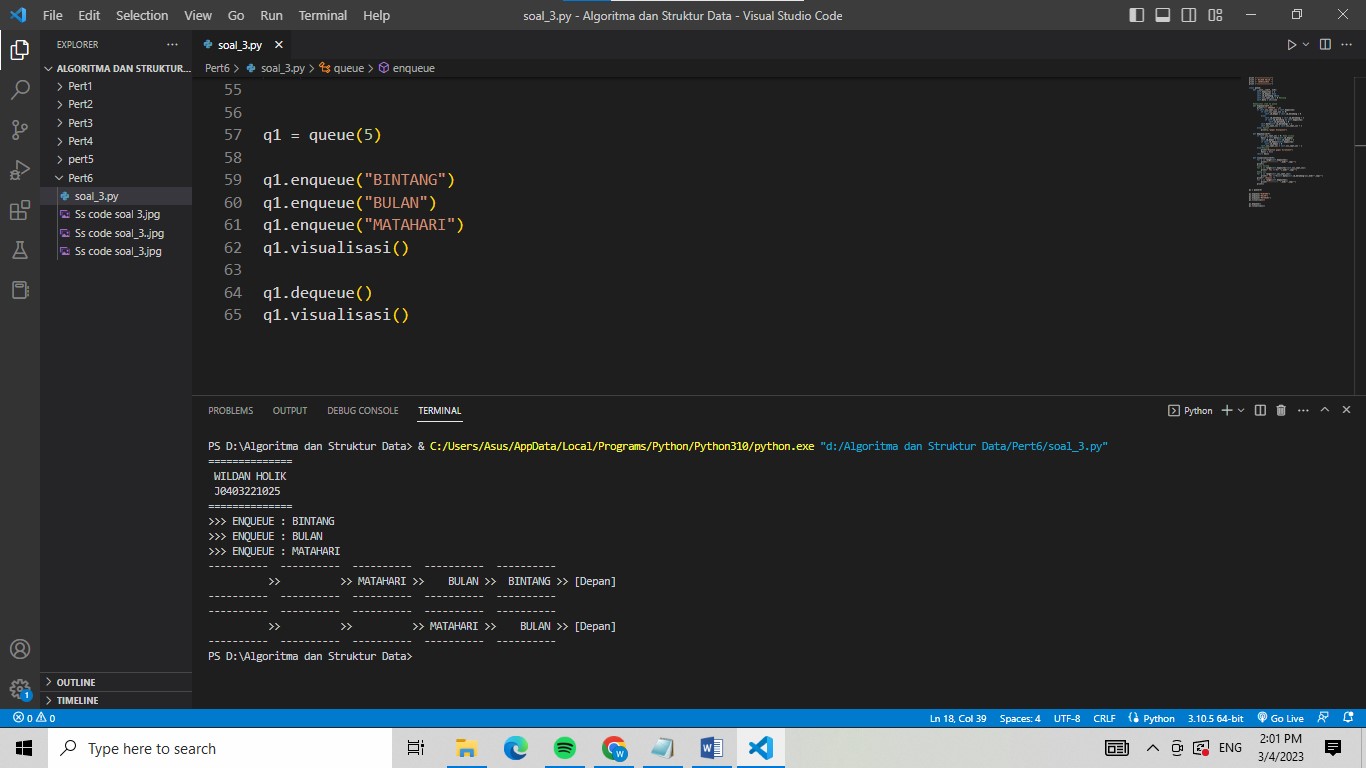 File Edit Selection View Go Run Terminal Help soal_3.py - Algoritma dan Struktur Data - Visual Studio Code
EXPLORER
ALGORITMA DAN STRUKTUR...
Pert1
Pert2
Pert3
Pert4
pert5
Pert6
soal_3.py
Ss code soal 3.jpg
Ss code soal_3..jpg
Ss code soal_3.jpg
OUTLINE
TIMELINE
soal_3.py
Pert6 > soal_3.py > queue > enqueue
55
56
57 q1 = queue(5)
58
59 q1.enqueue("BINTANG")
60 q1.enqueue("BULAN")
61 q1.enqueue("MATAHARI")
62 q1.visualisasi()
63
64 q1.dequeue()
65 q1.visualisasi()
PROBLEMS OUTPUT DEBUG CONSOLE TERMINAL Python
PS D:\Algoritma dan Struktur Data> & C:/Users/Asus/AppData/Local/Programs/Python/Python310/python.exe "d:/Algoritma dan Struktur Data/Pert6/soal_3.py"
==============
WILDAN HOLIK
J0403221025
==============
>>> ENQUEUE : BINTANG
>>> ENQUEUE : BULAN
>>> ENQUEUE : MATAHARI
---------- ---------- ---------- ---------- ----------
>> >> MATAHARI >> BULAN >> BINTANG >> [Depan]
---------- ---------- ---------- ---------- ----------
---------- ---------- ---------- ---------- ----------
>> >> >> MATAHARI >> BULAN >> [Depan]
---------- ---------- ---------- ---------- ----------
PS D:\Algoritma dan Struktur Data>
1
0 0 Ln 18, Col 39 Spaces: 4 UTF-8 CRLF Python 3.10.5 64-bit Go Live
Type here to search
W
ENG
2:01 PM
3/4/2023